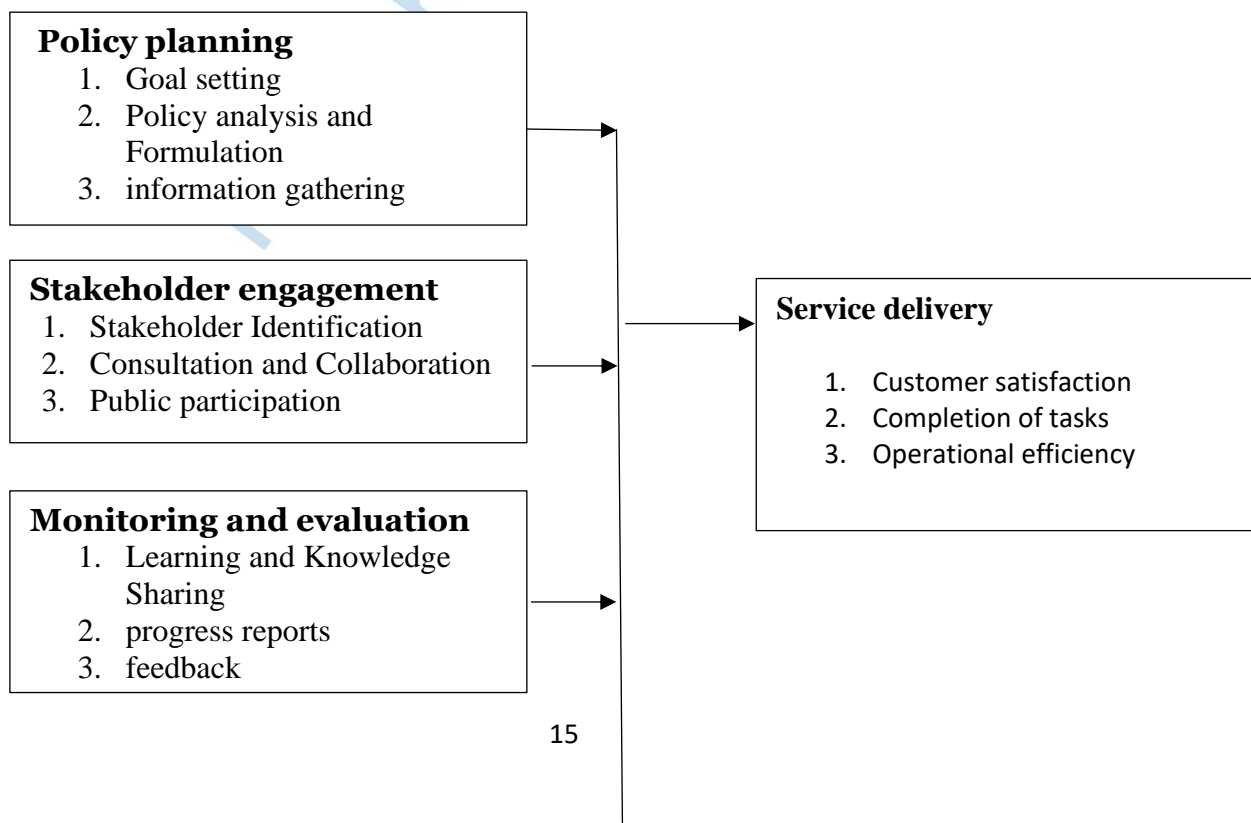 Policy planning
1. Goal setting
2. Policy analysis and
Formulation
3. information gathering
Stakeholder engagement
1. Stakeholder Identification
2. Consultation and Collaboration
3. Public participation
Monitoring and evaluation
1. Learning and Knowledge
Sharing
2. progress reports
3. feedback
Service delivery
1. Customer satisfaction
2. Completion of tasks
3. Operational efficiency
15